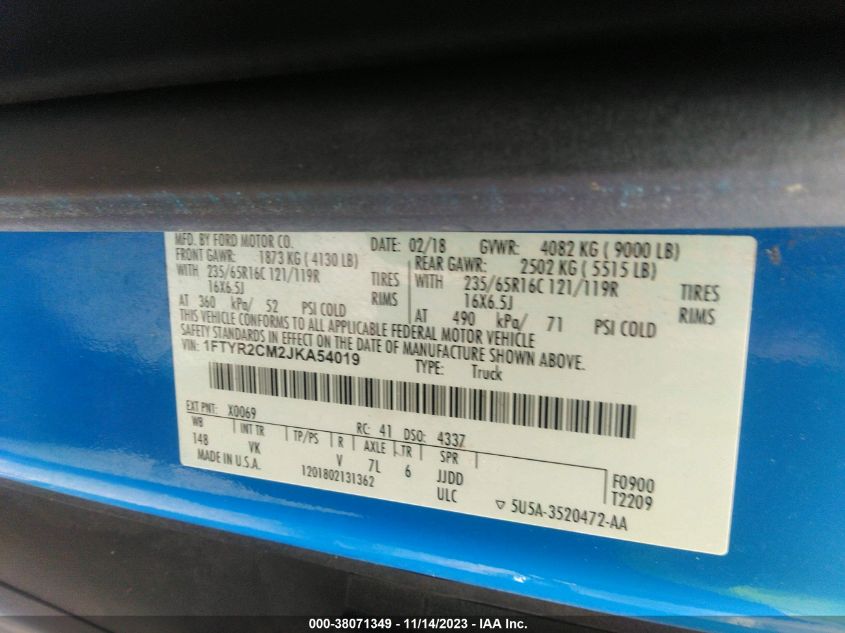 MFD. BY FORD MOTOR CO. DATE: 02/18 GVWR: 4082 KG ( 9000 LB)
FRONT GAWR: 1873 KG ( 4130 LB) REAR GAWR: 2502 KG ( 5515 LB)
WITH 235/65R16C 121/119R TIRES WITH 235/65R16C 121/119R TIRES
16X6.5J RIMS 16X6.5J RIMS
AT 360 kPa/ 52 PSI COLD AT 490 kPa/ 71 PSI COLD
THIS VEHICLE CONFORMS TO ALL APPLICABLE FEDERAL MOTOR VEHICLE
SAFETY STANDARDS IN EFFECT ON THE DATE OF MANUFACTURE SHOWN ABOVE.
VIN: 1FTYR2CM2JKA54019 TYPE: Truck
EXT PNT: X0069 RC: 41 DSO: 4337
WB INT TR TP/PS R AXLE TR SPR
148 VK V 7L 6 JJDD F0900
MADE IN U.S.A. 1201802131362 ULC T2209
▽ 5U5A-3520472-AA
000-38071349 - 11/14/2023 - IAA Inc.